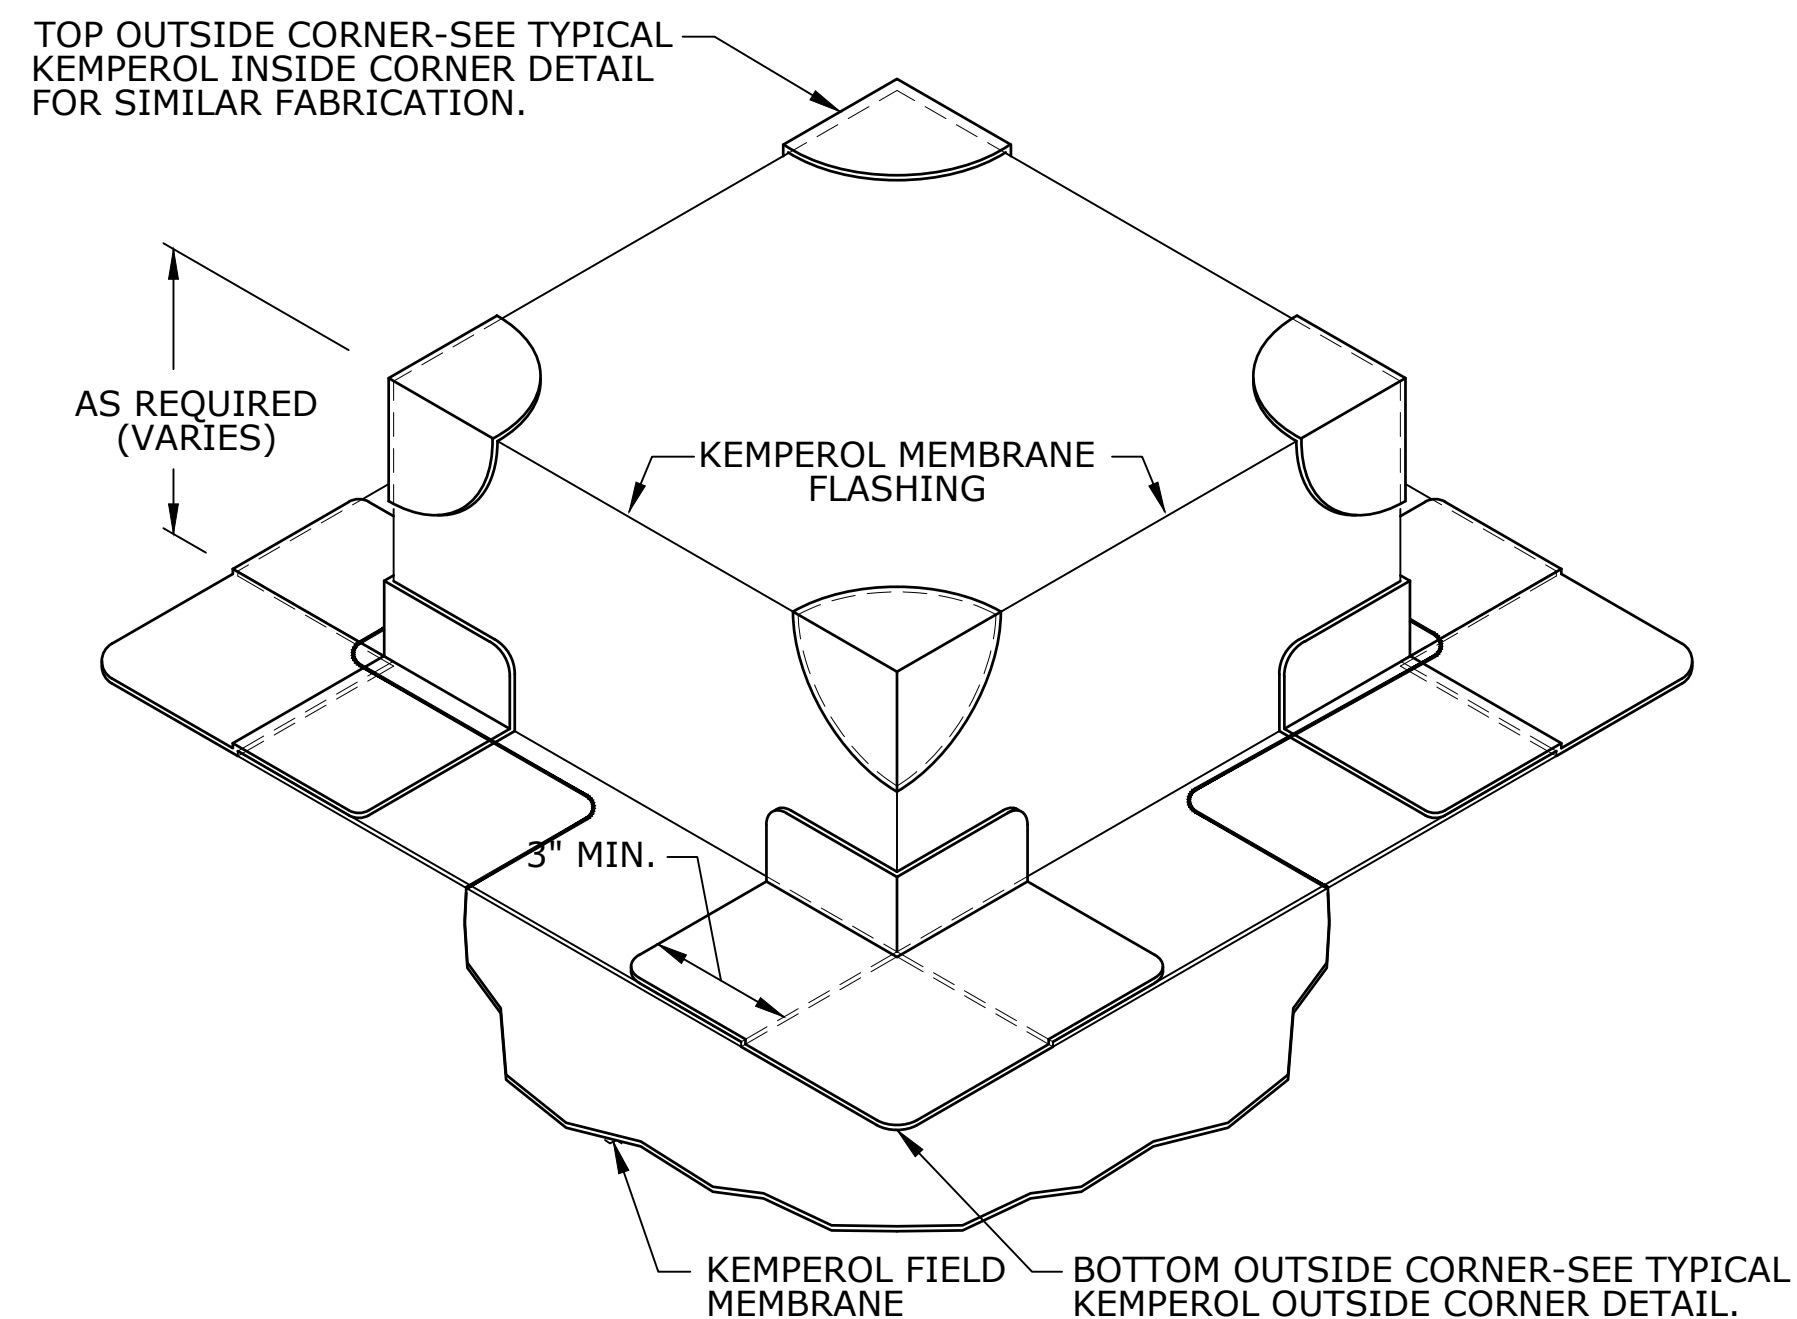 TOP OUTSIDE CORNER-SEE TYPICAL
KEMPEROL INSIDE CORNER DETAIL
FOR SIMILAR FABRICATION.
AS REQUIRED
(VARIES)
KEMPEROL MEMBRANE
FLASHING
3" MIN.
KEMPEROL FIELD
MEMBRANE
BOTTOM OUTSIDE CORNER-SEE TYPICAL
KEMPEROL OUTSIDE CORNER DETAIL.